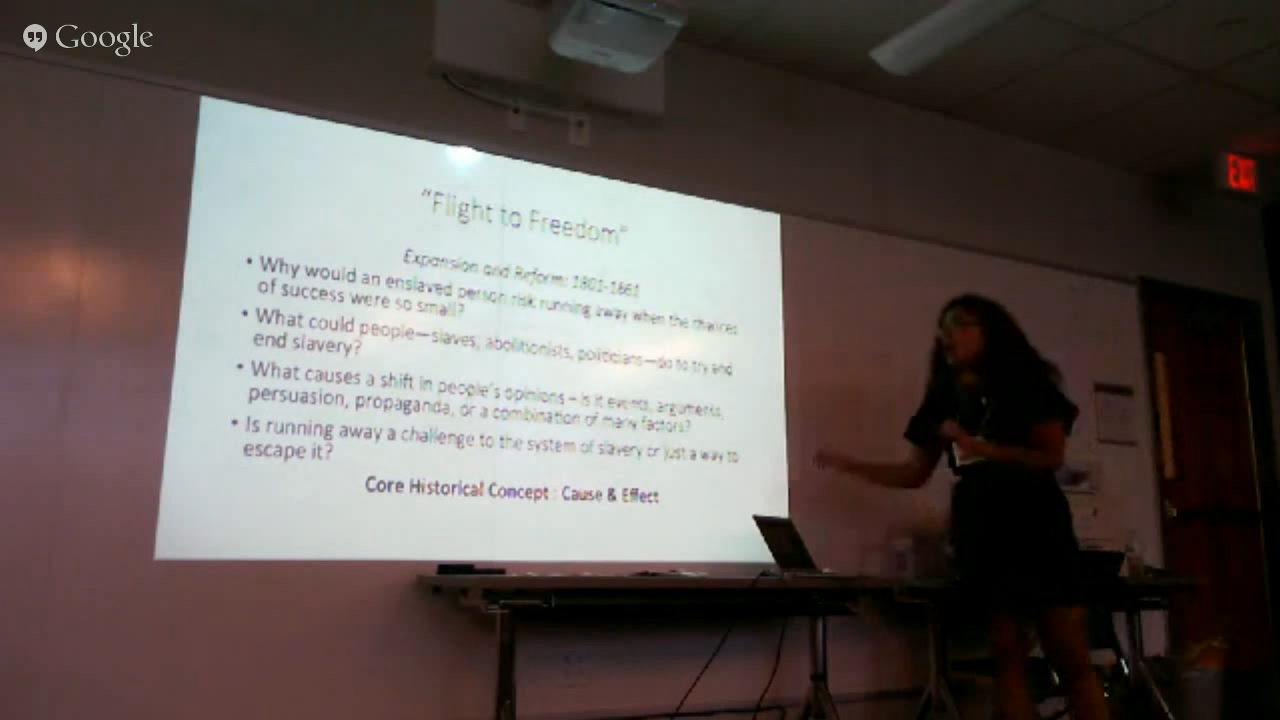 Google
EXIT
"Flight to Freedom"
Expansion and Reform: 1801-1861
• Why would an enslaved person risk running away when the chances
of success were so small?
• What could people—slaves, abolitionists, politicians—do to try and
end slavery?
• What causes a shift in people's opinions – is it events, arguments,
persuasion, propaganda, or a combination of many factors?
• Is running away a challenge to the system of slavery or just a way to
escape it?
Core Historical Concept : Cause & Effect